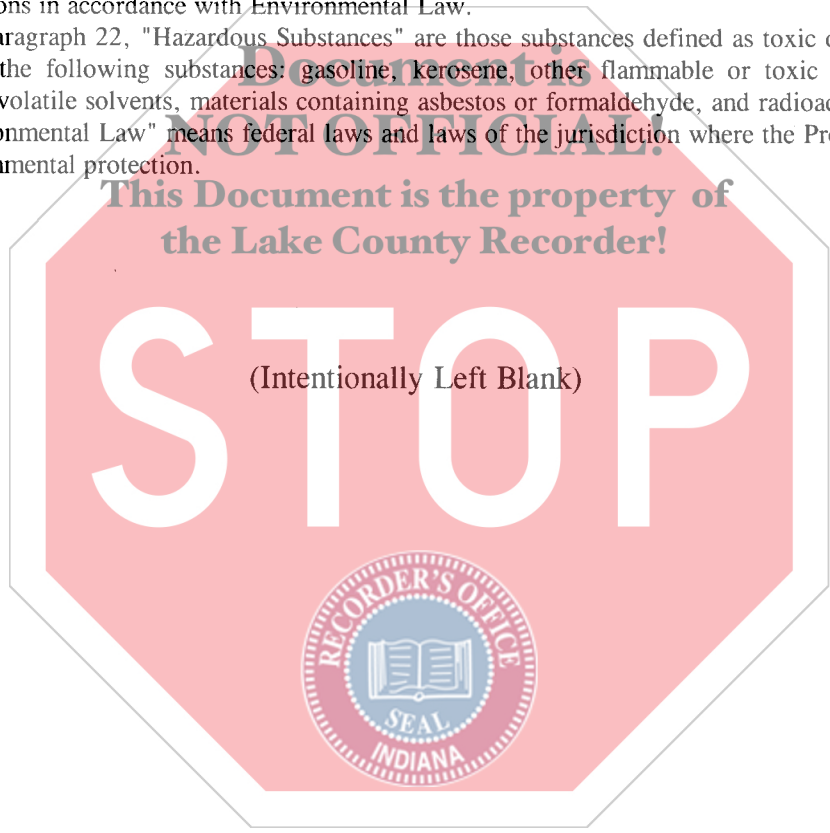 ons in accordance with Environmental Law.
aragraph 22, "Hazardous Substances" are those substances defined as toxic
the following substances: gasoline, kerosene, other flammable or toxic
volatile solvents, materials containing asbestos or formaldehyde, and
onmental Law" means federal laws and laws of the jurisdiction where the
nmental protection.
Document is
NOT OFFICIAL!
This Document is the property of
the Lake County Recorder!
(Intentionally Left Blank)
STOP
RECORDER'S OFFICE
SEAL
INDIANA